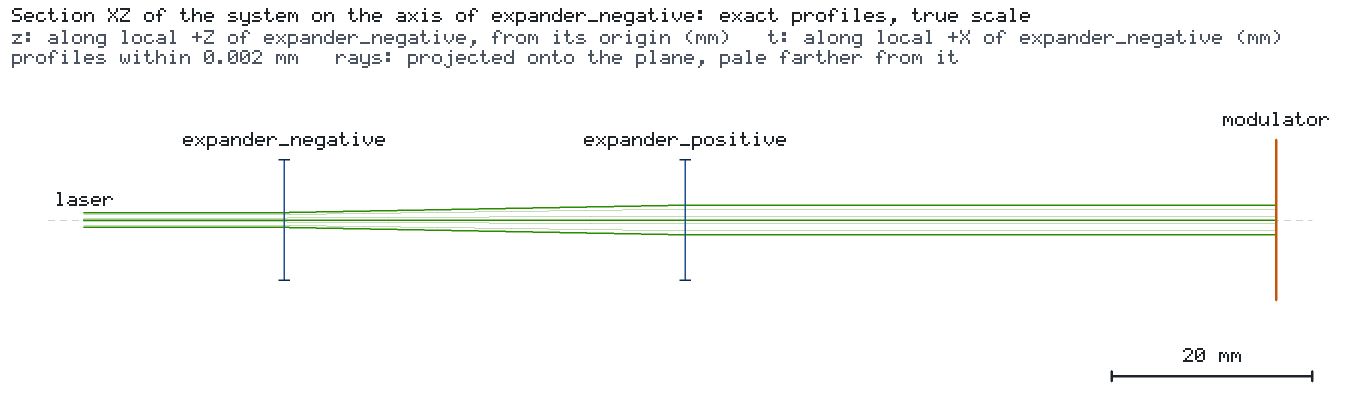 Section XZ of the system on the axis of expander_negative: exact profiles, true scale
z: along local +Z of expander_negative, from its origin (mm)   t: along local +X of expander_negative (mm)
profiles within 0.002 mm   rays: projected onto the plane, pale farther from it
modulator
expander_negative
expander_positive
laser
20 mm